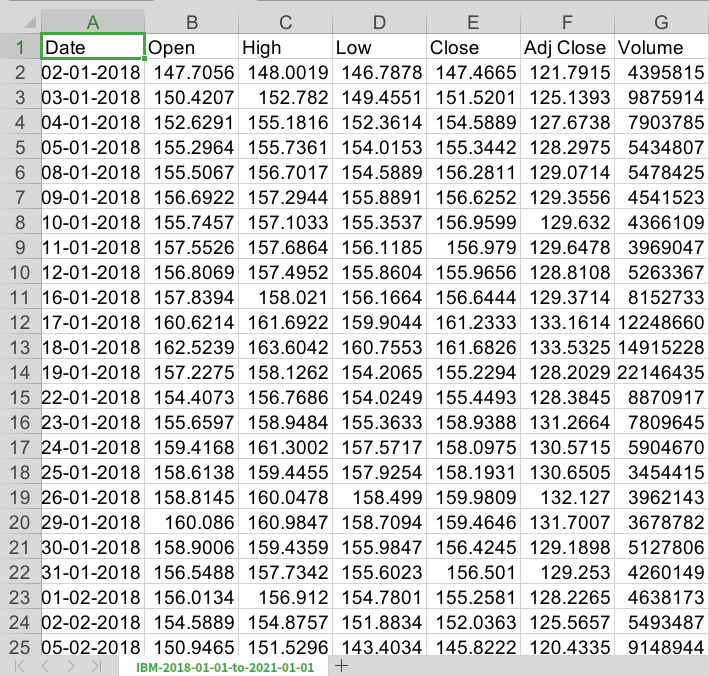 A B C D E F G
1 Date Open High Low Close Adj Close Volume
2 02-01-2018 147.7056 148.0019 146.7878 147.4665 121.7915 4395815
3 03-01-2018 150.4207 152.782 149.4551 151.5201 125.1393 9875914
4 04-01-2018 152.6291 155.1816 152.3614 154.5889 127.6738 7903785
5 05-01-2018 155.2964 155.7361 154.0153 155.3442 128.2975 5434807
6 08-01-2018 155.5067 156.7017 154.5889 156.2811 129.0714 5478425
7 09-01-2018 156.6922 157.2944 155.8891 156.6252 129.3556 4541523
8 10-01-2018 155.7457 157.1033 155.3537 156.9599 129.632 4366109
9 11-01-2018 157.5526 157.6864 156.1185 156.979 129.6478 3969047
10 12-01-2018 156.8069 157.4952 155.8604 155.9656 128.8108 5263367
11 16-01-2018 157.8394 158.021 156.1664 156.6444 129.3714 8152733
12 17-01-2018 160.6214 161.6922 159.9044 161.2333 133.1614 12248660
13 18-01-2018 162.5239 163.6042 160.7553 161.6826 133.5325 14915228
14 19-01-2018 157.2275 158.1262 154.2065 155.2294 128.2029 22146435
15 22-01-2018 154.4073 156.7686 154.0249 155.4493 128.3845 8870917
16 23-01-2018 155.6597 158.9484 155.3633 158.9388 131.2664 7809645
17 24-01-2018 159.4168 161.3002 157.5717 158.0975 130.5715 5904670
18 25-01-2018 158.6138 159.4455 157.9254 158.1931 130.6505 3454415
19 26-01-2018 158.8145 160.0478 158.499 159.9809 132.127 3962143
20 29-01-2018 160.086 160.9847 158.7094 159.4646 131.7007 3678782
21 30-01-2018 158.9006 159.4359 155.9847 156.4245 129.1898 5127806
22 31-01-2018 156.5488 157.7342 155.6023 156.501 129.253 4260149
23 01-02-2018 156.0134 156.912 154.7801 155.2581 128.2265 4638173
24 02-02-2018 154.5889 154.8757 151.8834 152.0363 125.5657 5493487
25 05-02-2018 150.9465 151.5296 143.4034 145.8222 120.4335 9148944
IBM-2018-01-01-to-2021-01-01